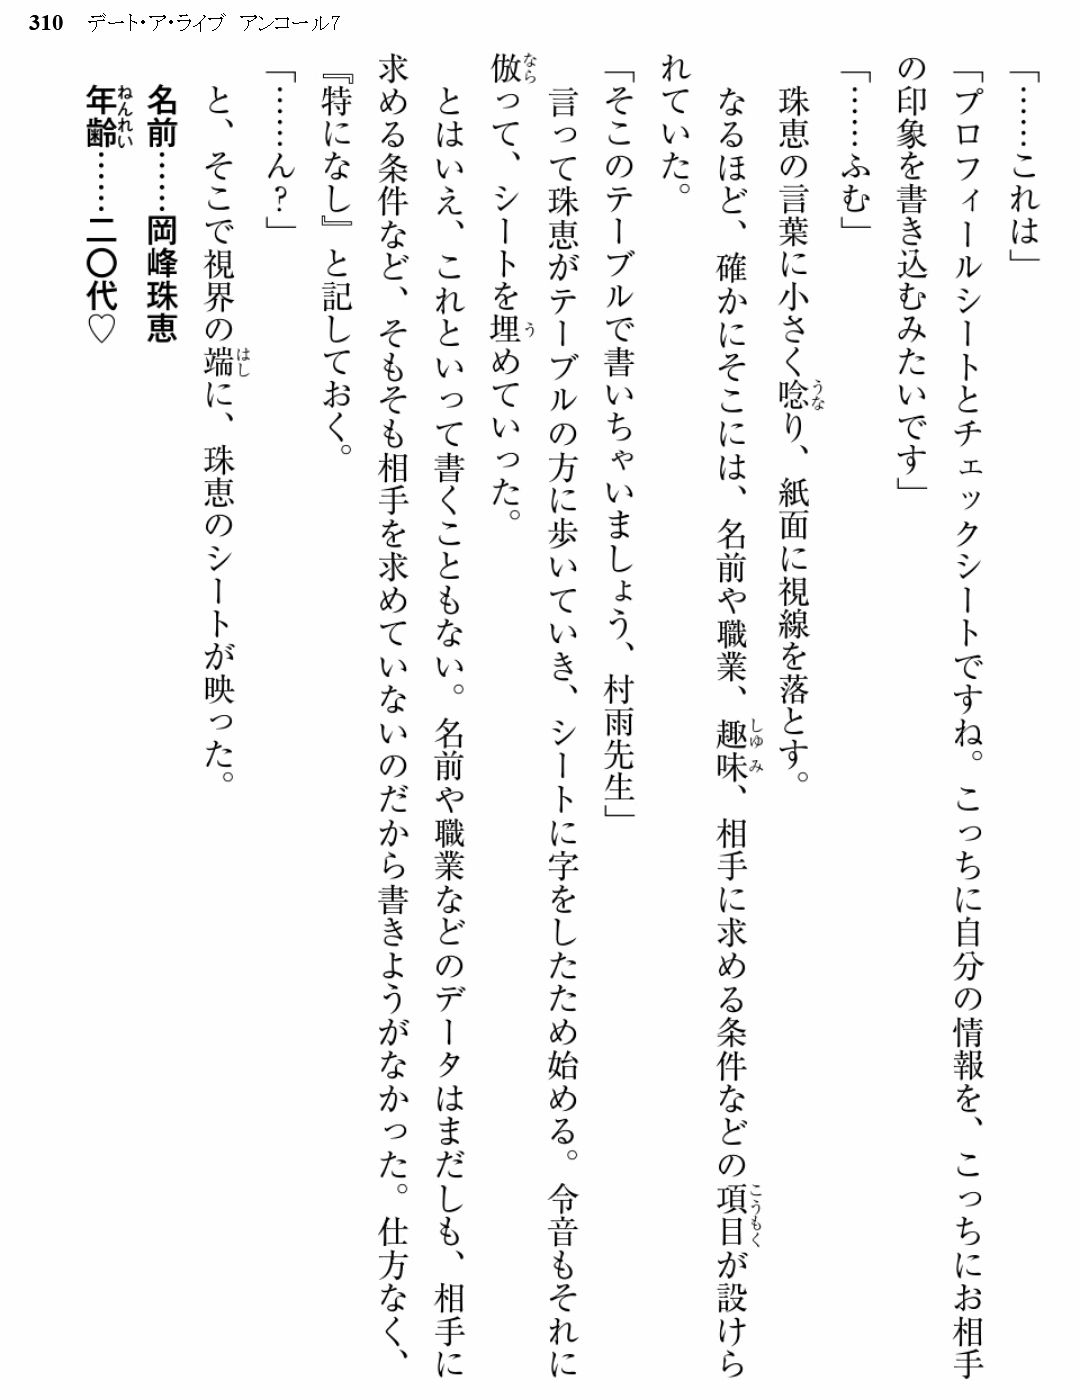 310 デート・ア・ライブ アンコール7
「……これは」
「プロフィールシートとチェックシートですね。こっちに自分の情報を、こっちにお相手
の印象を書き込むみたいです」
「……ふむ」
珠恵の言葉に小さく唸り、紙面に視線を落とす。
なるほど、確かにそこには、名前や職業、趣味、相手に求める条件などの項目が設けら
れていた。
「そこのテーブルで書いちゃいましょう、村雨先生」
言って珠恵がテーブルの方に歩いていき、シートに字をしたため始める。令音もそれに
倣って、シートを埋めていった。
とはいえ、これといって書くこともない。名前や職業などのデータはまだしも、相手に
求める条件など、そもそも相手を求めていないのだから書きようがなかった。仕方なく、
『特になし』と記しておく。
「……ん?」
と、そこで視界の端に、珠恵のシートが映った。
名前……岡峰珠恵
年齢……二〇代♡